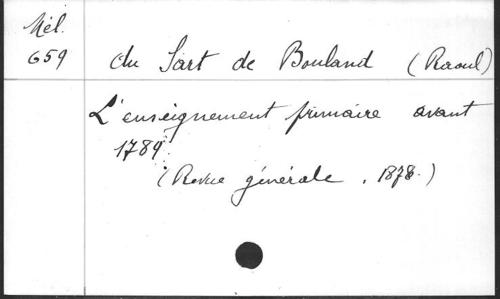 Mél.
659
du Sart de Bouland (Raoul)
L'enseignement primaire avant
1789.
(Revue générale, 1878.)